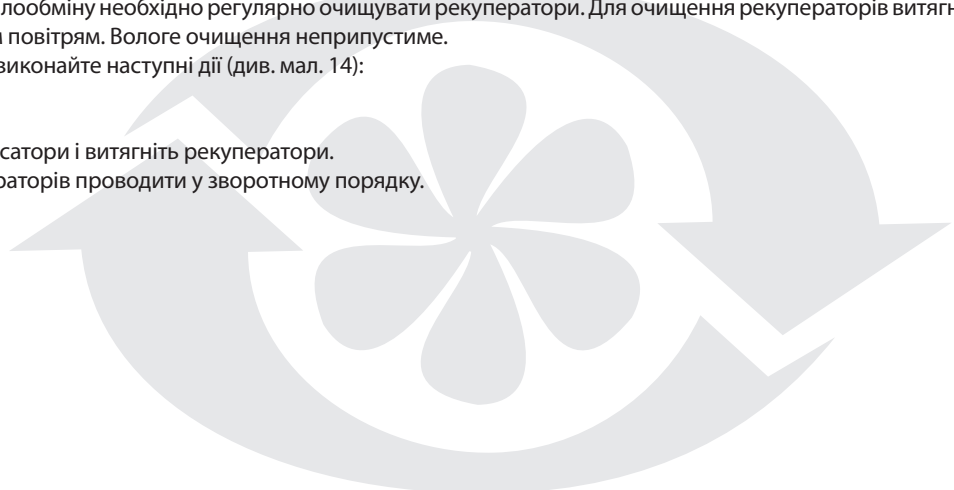 лообміну необхідно регулярно очищувати рекуператори. Для очищення рекуператорів витягн
м повітрям. Вологе очищення неприпустиме.
виконайте наступні дії (див. мал. 14):
сатори і витягніть рекуператори.
раторів проводити у зворотному порядку.